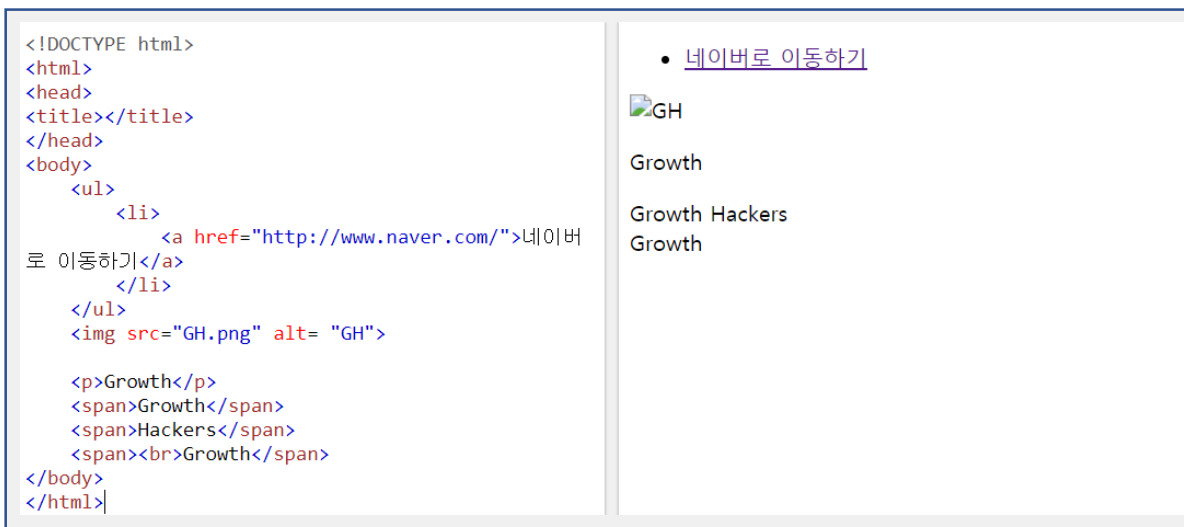 <!DOCTYPE html>
<html>
<head>
<title></title>
</head>
<body>
    <ul>
        <li>
            <a href="http://www.naver.com/">네이버
로 이동하기</a>
        </li>
    </ul>
    <img src="GH.png" alt= "GH">

    <p>Growth</p>
    <span>Growth</span>
    <span>Hackers</span>
    <span><br>Growth</span>
</body>
</html>
• 네이버로 이동하기
GH
Growth
Growth Hackers
Growth